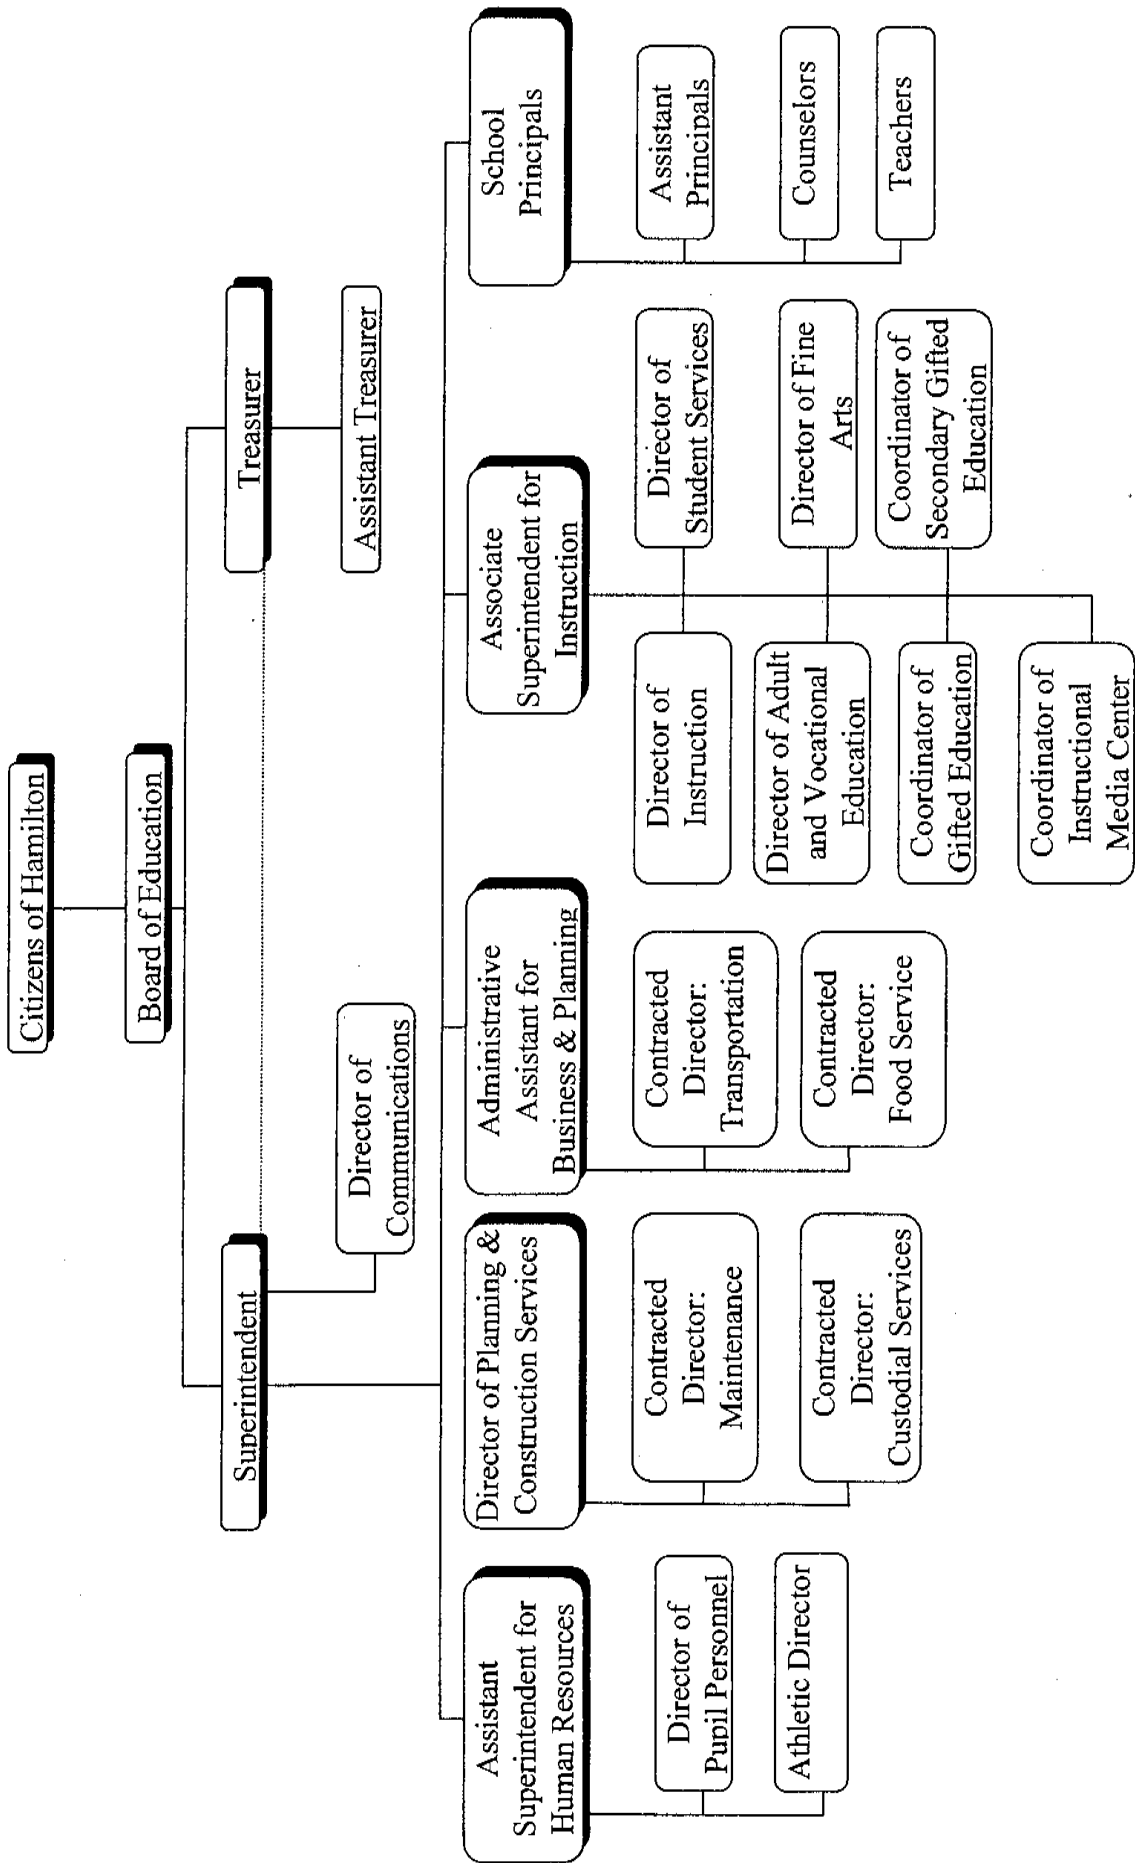 Citizens of Hamilton
Board of Education
Superintendent
Treasurer
Director of
Communications
Assistant Treasurer
Assistant
Superintendent for
Human Resources
Director of Planning &
Construction Services
Administrative
Assistant for
Business & Planning
Associate
Superintendent for
Instruction
School
Principals
Director of
Pupil Personnel
Athletic Director
Contracted
Director:
Maintenance
Contracted
Director:
Custodial Services
Contracted
Director:
Transportation
Contracted
Director:
Food Service
Director of
Instruction
Director of
Student Services
Director of Adult
and Vocational
Education
Director of Fine
Arts
Coordinator of
Gifted Education
Coordinator of
Secondary Gifted
Education
Coordinator of
Instructional
Media Center
Assistant
Principals
Counselors
Teachers